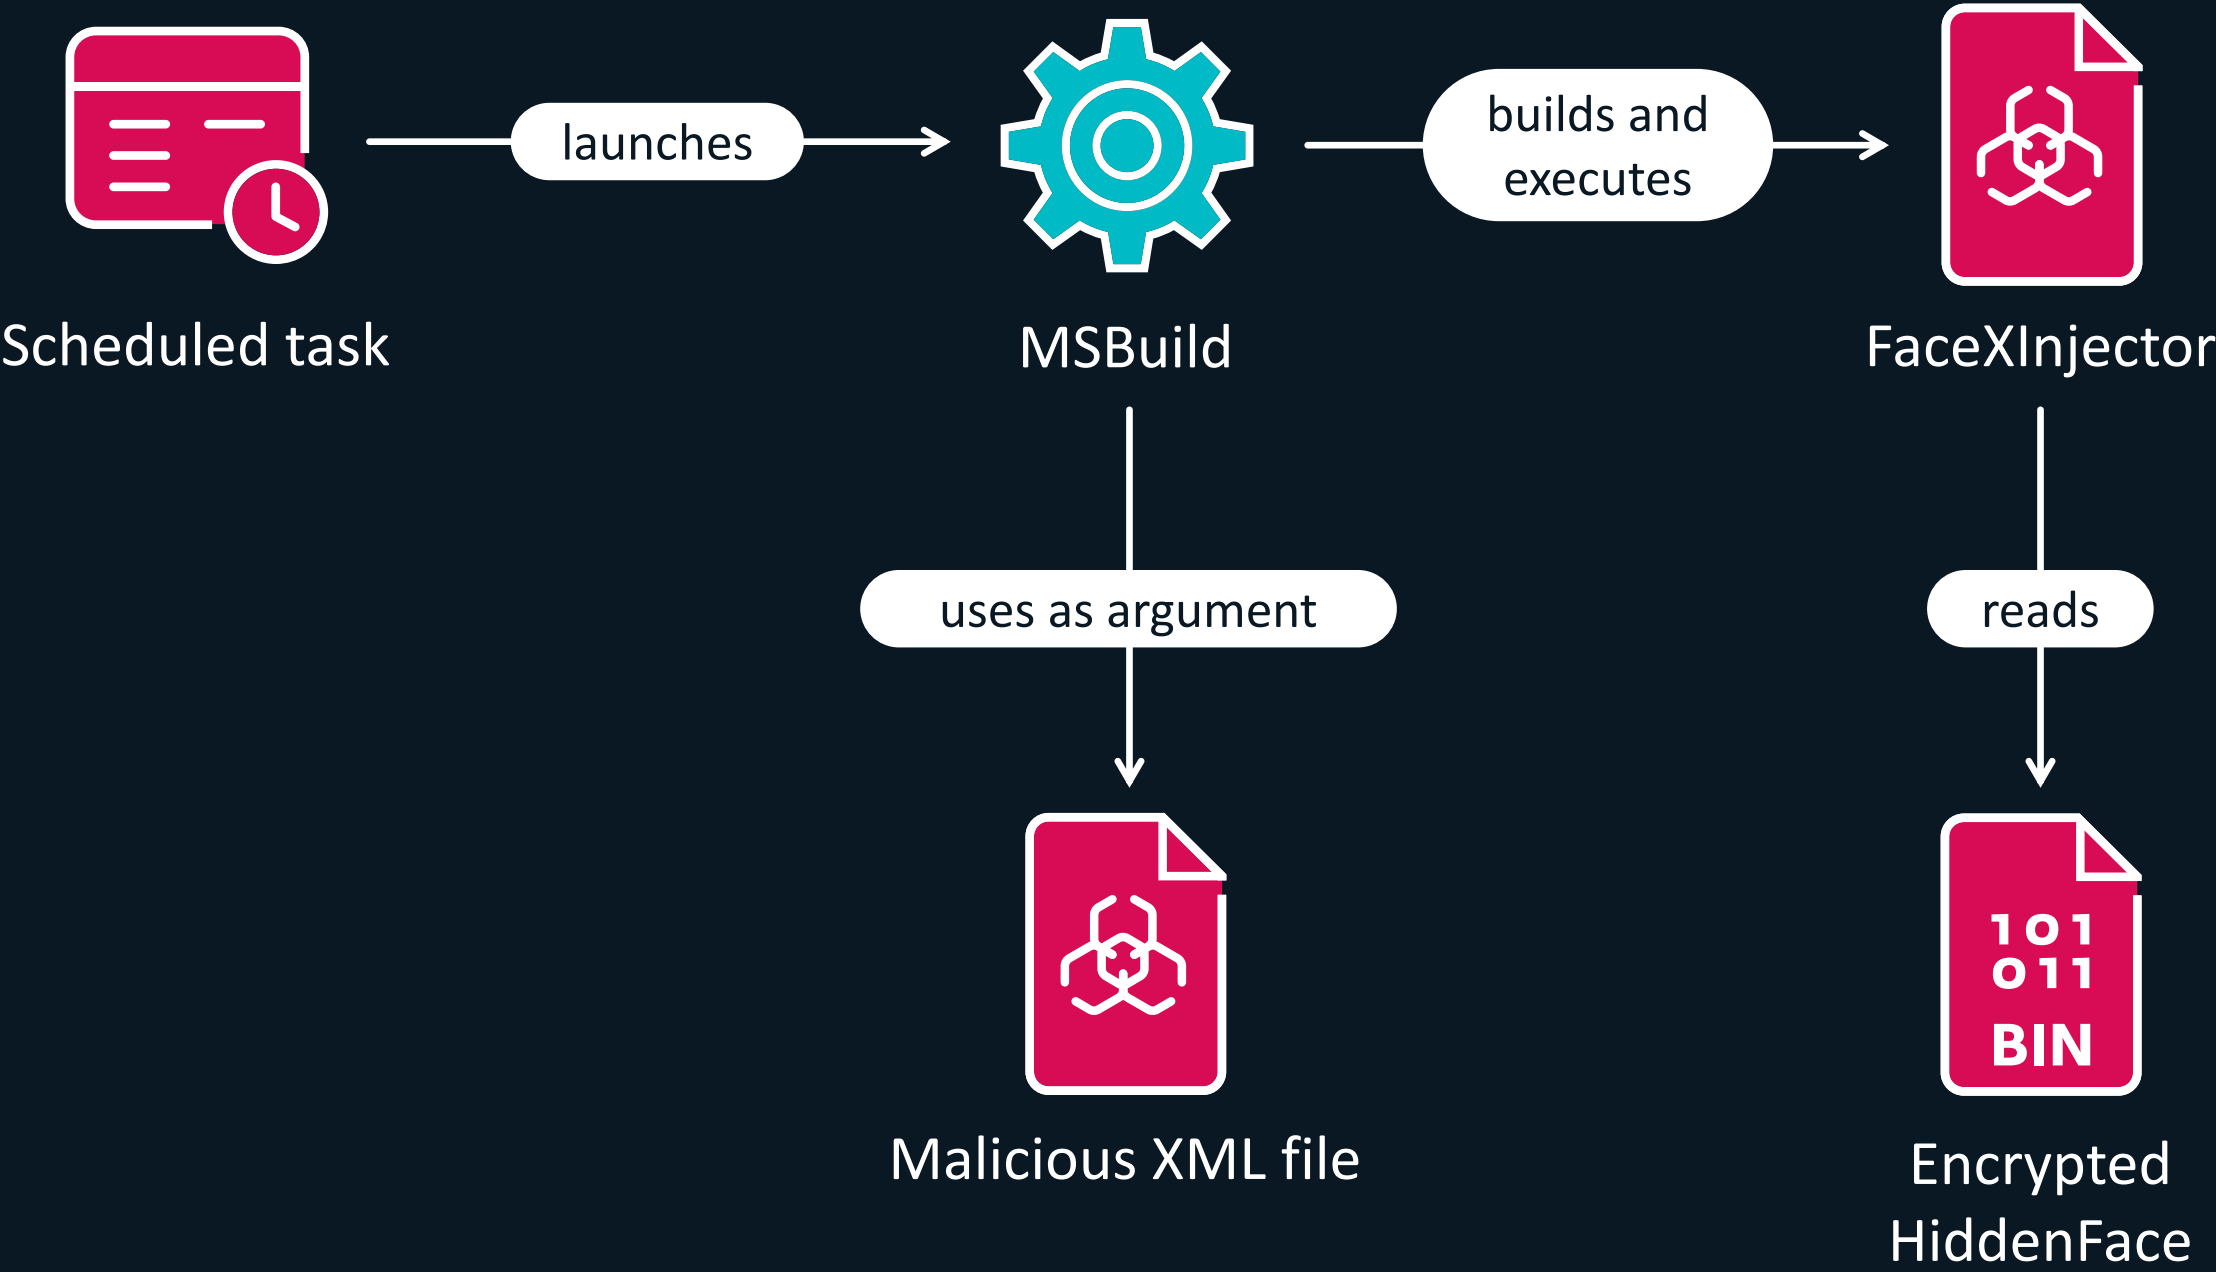 launches
builds and
executes
Scheduled task
MSBuild
FaceXInjector
uses as argument
reads
101
011
BIN
Malicious XML file
Encrypted
HiddenFace